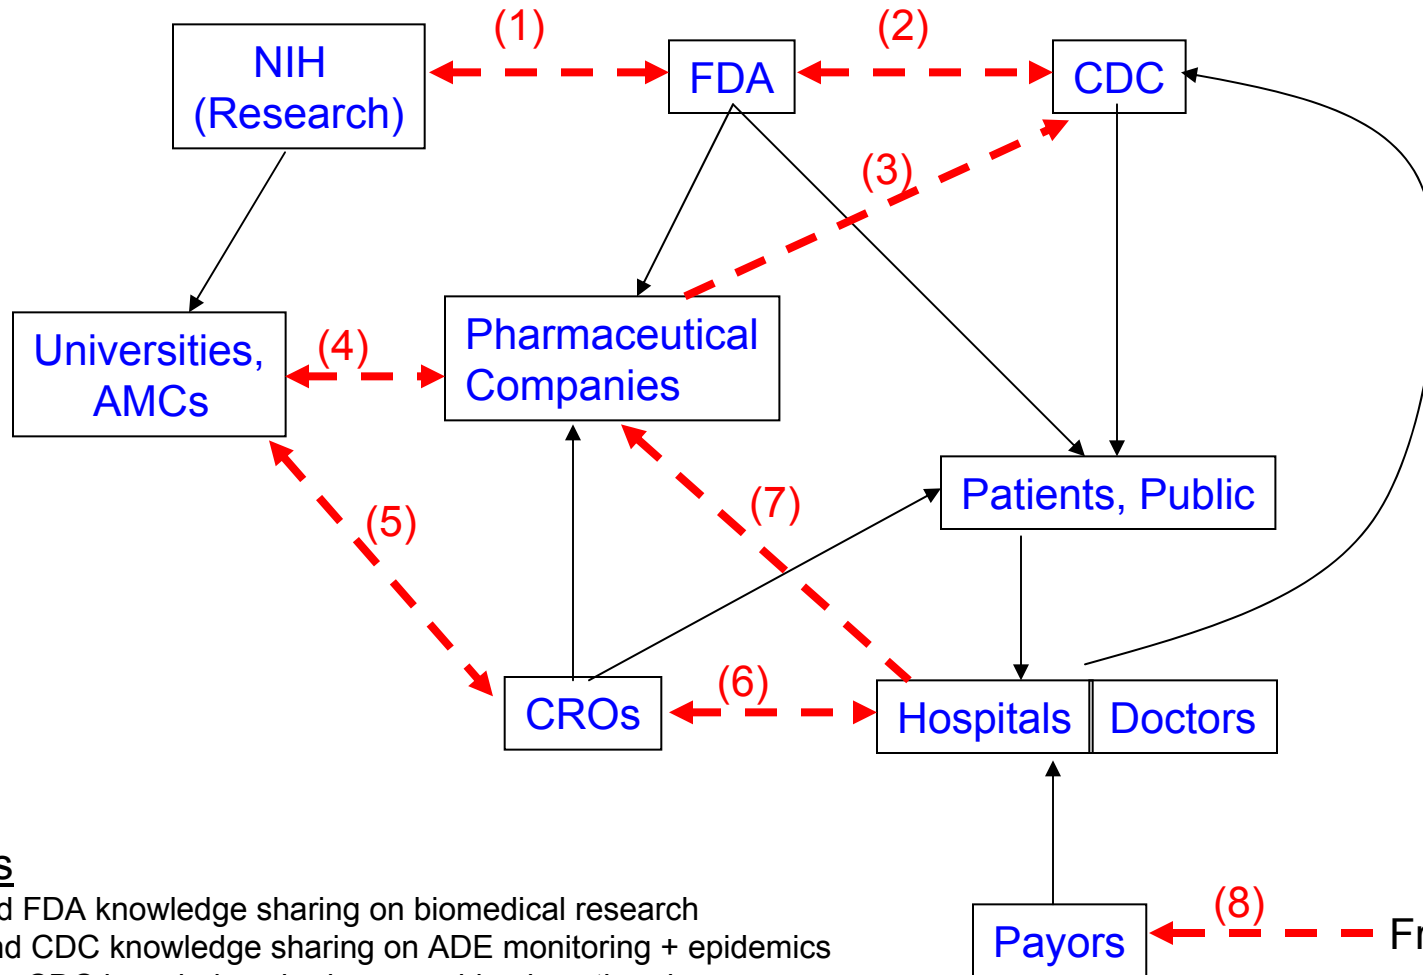 (1)
(2)
NIH
(Research)
FDA
CDC
(3)
Universities,
AMCs
(4)
Pharmaceutical
Companies
(5)
(7)
Patients, Public
CROs
(6)
Hospitals
Doctors
FDA knowledge sharing on biomedical research
CDC knowledge sharing on ADE monitoring + epidemics
Payors
(8)